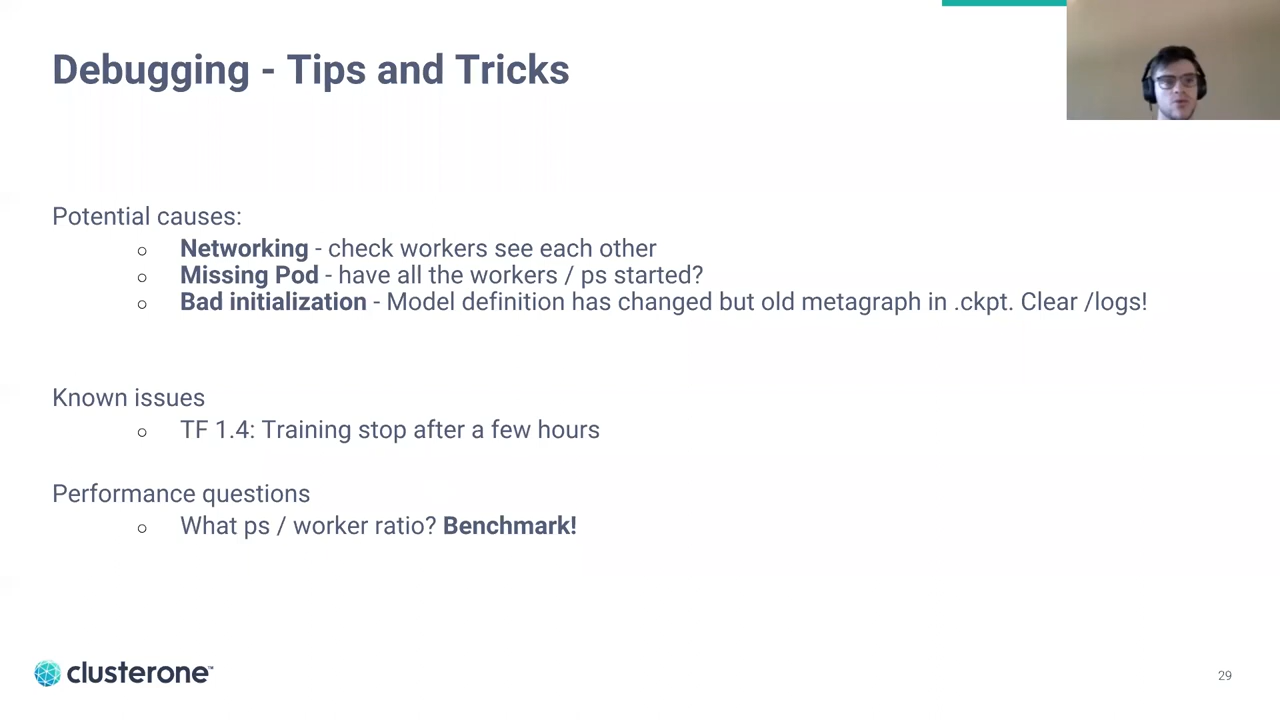 Debugging - Tips and Tricks
Potential causes:
○ Networking - check workers see each other
○ Missing Pod - have all the workers / ps started?
○ Bad initialization - Model definition has changed but old metagraph in .ckpt. Clear /logs!
Known issues
○ TF 1.4: Training stop after a few hours
Performance questions
○ What ps / worker ratio? Benchmark!
clusterone™
29